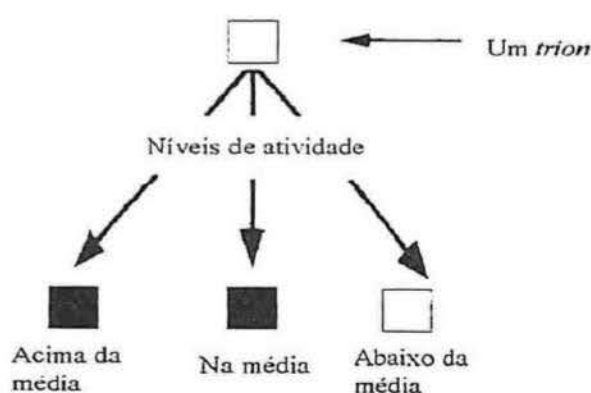 Um trion
Níveis de atividade
Acima da
média
Na média
Abaixo da
média